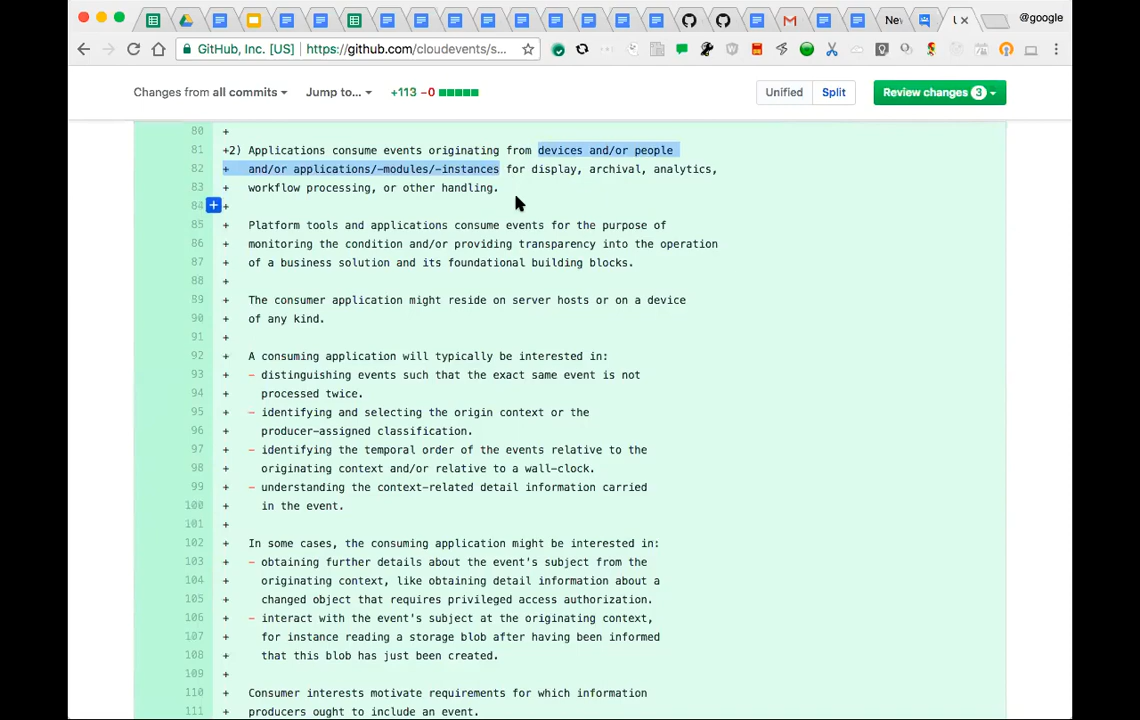 Nev
@google
GitHub, Inc. [US]
https://github.com/cloudevents/s...
Changes from all commits
Jump to...
+113 −0
Unified
Split
Review changes 3
80 +
81 +2) Applications consume events originating from devices and/or people
82 + and/or applications/-modules/-instances for display, archival, analytics,
83 + workflow processing, or other handling.
84 +
85 + Platform tools and applications consume events for the purpose of
86 + monitoring the condition and/or providing transparency into the operation
87 + of a business solution and its foundational building blocks.
88 +
89 + The consumer application might reside on server hosts or on a device
90 + of any kind.
91 +
92 + A consuming application will typically be interested in:
93 + - distinguishing events such that the exact same event is not
94 + processed twice.
95 + - identifying and selecting the origin context or the
96 + producer-assigned classification.
97 + - identifying the temporal order of the events relative to the
98 + originating context and/or relative to a wall-clock.
99 + - understanding the context-related detail information carried
100 + in the event.
101 +
102 + In some cases, the consuming application might be interested in:
103 + - obtaining further details about the event's subject from the
104 + originating context, like obtaining detail information about a
105 + changed object that requires privileged access authorization.
106 + - interact with the event's subject at the originating context,
107 + for instance reading a storage blob after having been informed
108 + that this blob has just been created.
109 +
110 + Consumer interests motivate requirements for which information
111 + producers ought to include an event.